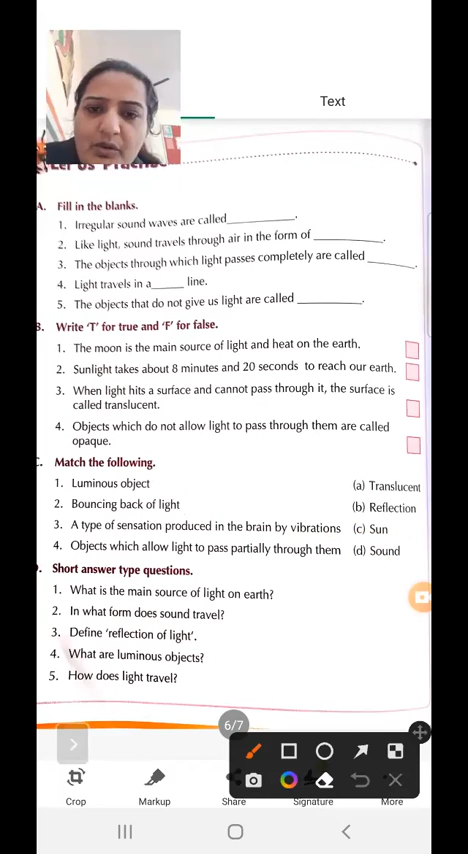 Text
Let Us Practise
A. Fill in the blanks.
1. Irregular sound waves are called__________.
2. Like light, sound travels through air in the form of __________.
3. The objects through which light passes completely are called _______.
4. Light travels in a_____ line.
5. The objects that do not give us light are called _________.
B. Write 'T' for true and 'F' for false.
1. The moon is the main source of light and heat on the earth.
2. Sunlight takes about 8 minutes and 20 seconds to reach our earth.
3. When light hits a surface and cannot pass through it, the surface is
called translucent.
4. Objects which do not allow light to pass through them are called
opaque.
C. Match the following.
1. Luminous object (a) Translucent
2. Bouncing back of light (b) Reflection
3. A type of sensation produced in the brain by vibrations (c) Sun
4. Objects which allow light to pass partially through them (d) Sound
D. Short answer type questions.
1. What is the main source of light on earth?
2. In what form does sound travel?
3. Define 'reflection of light'.
4. What are luminous objects?
5. How does light travel?
6/7
Crop Markup Share Signature More